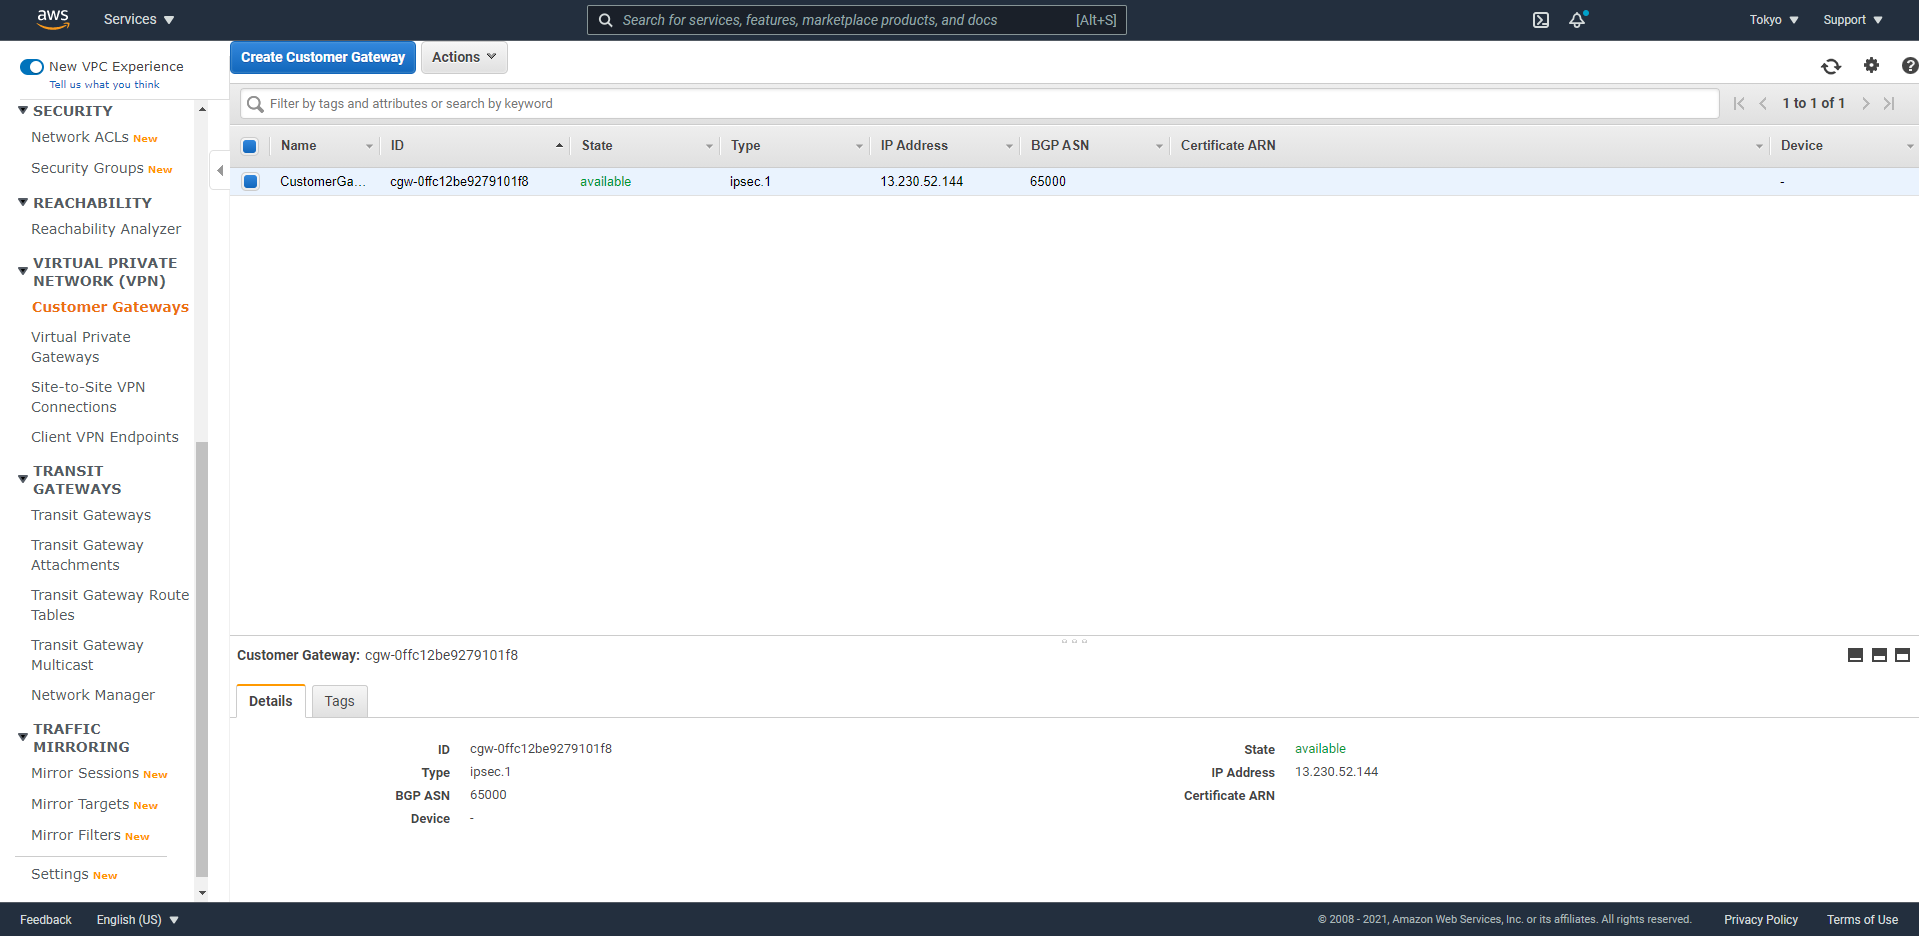 aws
Services
Search for services, features, marketplace products, and docs [Alt+S]
Tokyo
Support
New VPC Experience
Tell us what you think
SECURITY
Network ACLs New
Security Groups New
REACHABILITY
Reachability Analyzer
VIRTUAL PRIVATE
NETWORK (VPN)
Customer Gateways
Virtual Private
Gateways
Site-to-Site VPN
Connections
Client VPN Endpoints
TRANSIT
GATEWAYS
Transit Gateways
Transit Gateway
Attachments
Transit Gateway Route
Tables
Transit Gateway
Multicast
Network Manager
TRAFFIC
MIRRORING
Mirror Sessions New
Mirror Targets New
Mirror Filters New
Settings New
Create Customer Gateway Actions
Filter by tags and attributes or search by keyword
1 to 1 of 1
Name ID State Type IP Address BGP ASN Certificate ARN Device
CustomerGa... cgw-0ffc12be9279101f8 available ipsec.1 13.230.52.144 65000 -
Customer Gateway: cgw-0ffc12be9279101f8
Details Tags
ID cgw-0ffc12be9279101f8 State available
Type ipsec.1 IP Address 13.230.52.144
BGP ASN 65000 Certificate ARN
Device -
Feedback English (US) © 2008 - 2021, Amazon Web Services, Inc. or its affiliates. All rights reserved. Privacy Policy Terms of Use